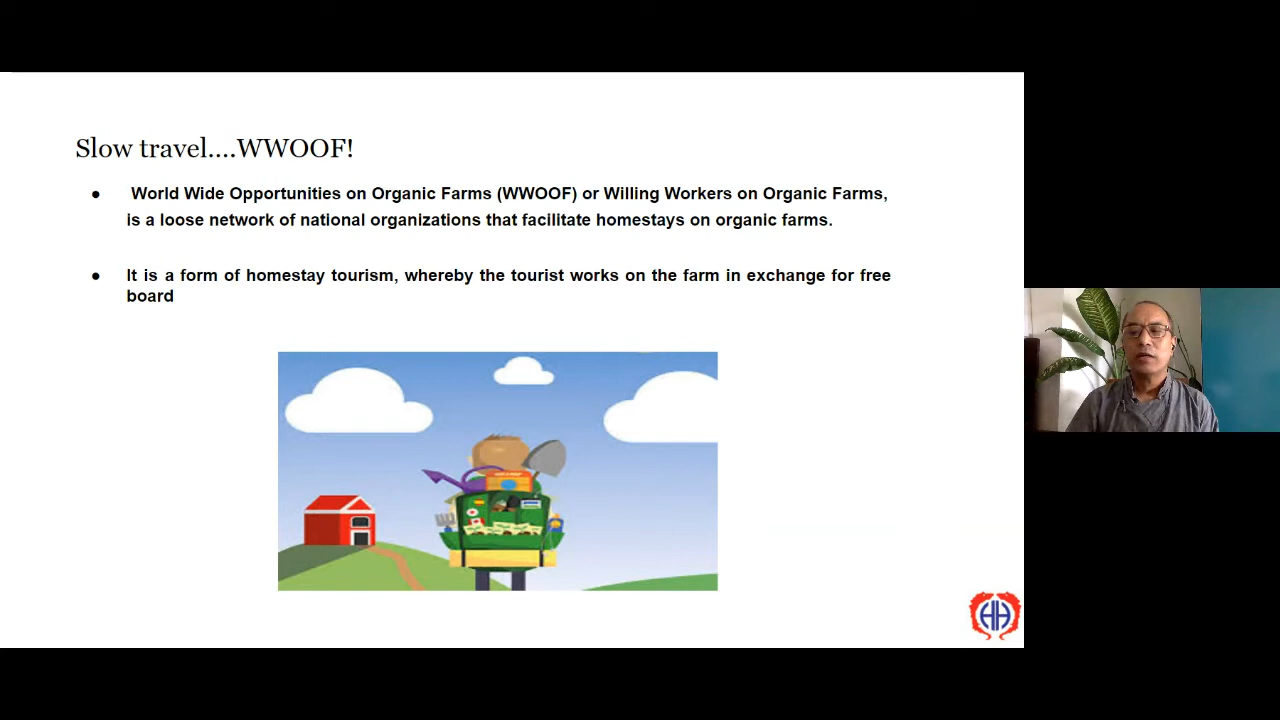 Slow travel....WWOOF!
● World Wide Opportunities on Organic Farms (WWOOF) or Willing Workers on Organic Farms,
is a loose network of national organizations that facilitate homestays on organic farms.
● It is a form of homestay tourism, whereby the tourist works on the farm in exchange for free
board
HH